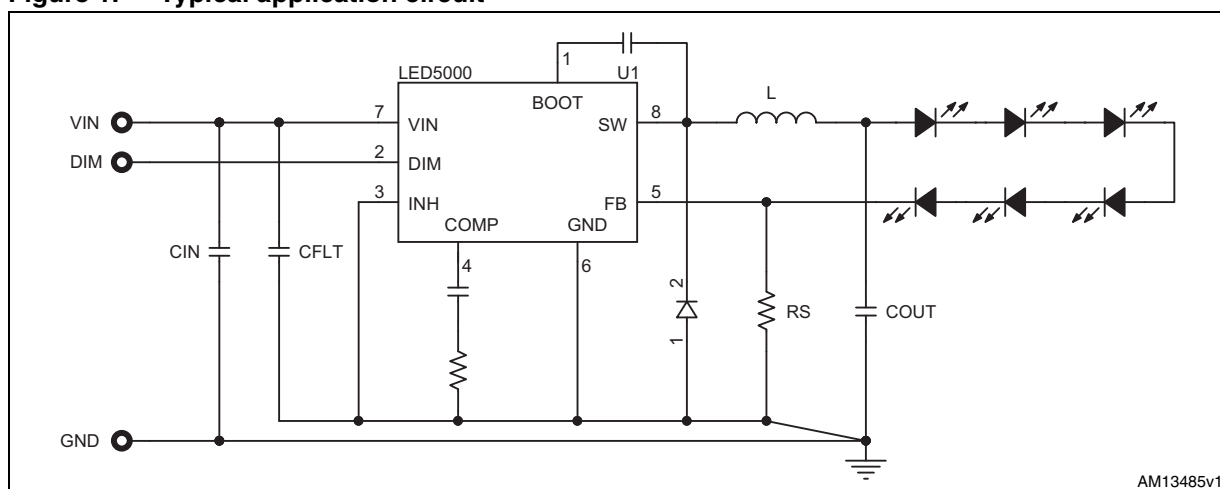 Figure 1. Typical application circuit
LED5000 U1
1
BOOT
L
VIN
7
VIN
SW
8
DIM
2
DIM
3
INH
FB
5
COMP
GND
CIN
CFLT
4
6
2
1
RS
COUT
GND
AM13485v1